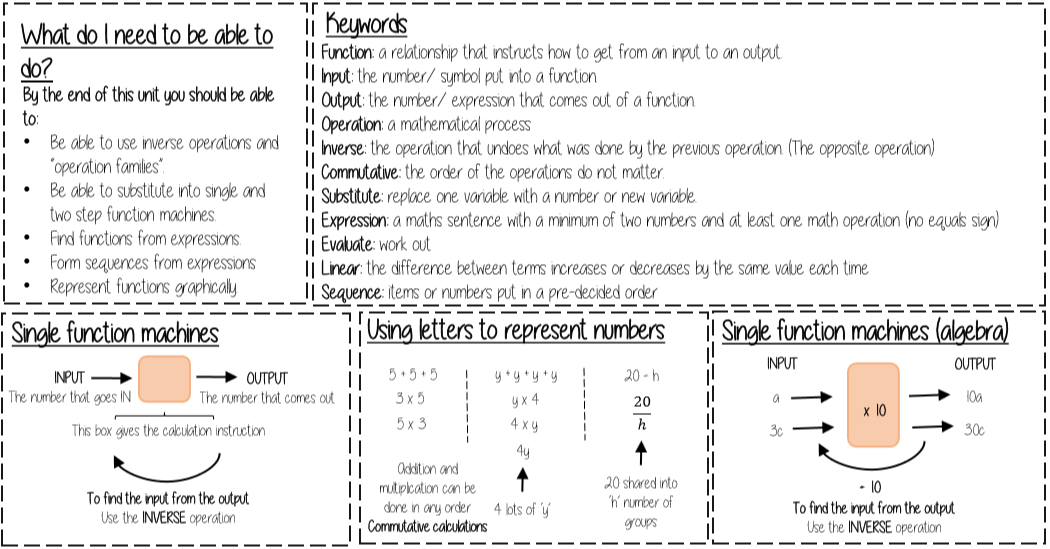 What do I need to be able to
do?
By the end of this unit you should be able
to:
• Be able to use inverse operations and
"operation families".
• Be able to substitute into single and
two step function machines.
• Find functions from expressions.
• Form sequences from expressions
• Represent functions graphically.
Keywords
Function: a relationship that instructs how to get from an input to an output.
Input: the number/ symbol put into a function.
Output: the number/ expression that comes out of a function.
Operation: a mathematical process
Inverse: the operation that undoes what was done by the previous operation. (The opposite operation)
Commutative: the order of the operations do not matter.
Substitute: replace one variable with a number or new variable.
Expression: a maths sentence with a minimum of two numbers and at least one math operation (no equals sign)
Evaluate: work out
Linear: the difference between terms increases or decreases by the same value each time
Sequence: items or numbers put in a pre-decided order
Single function machines
INPUT
OUTPUT
The number that goes IN
The number that comes out
This box gives the calculation instruction
To find the input from the output
Use the INVERSE operation
Using letters to represent numbers
5 + 5 + 5
3 x 5
5 x 3
Addition and
multiplication can be
done in any order
Commutative calculations
y + y + y + y
y x 4
4 x y
4y
4 lots of 'y'
20 ÷ h
20
h
20 shared into
'h' number of
groups
Single function machines (algebra)
INPUT
OUTPUT
a
x 10
10a
3c
30c
÷ 10
To find the input from the output
Use the INVERSE operation